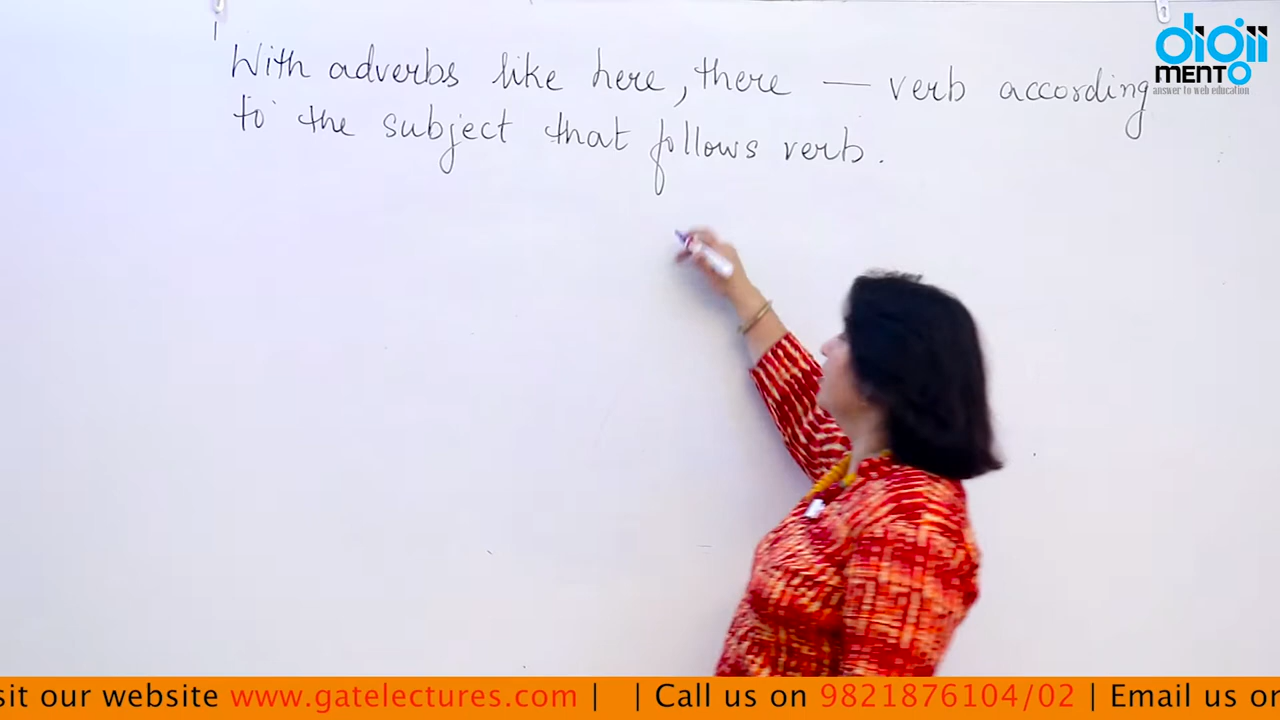 With adverbs like here, there — verb according
to the subject that follows verb.
digii
MENTO
answer to web education
sit our website www.gatelectures.com | | Call us on 9821876104/02 | Email us on